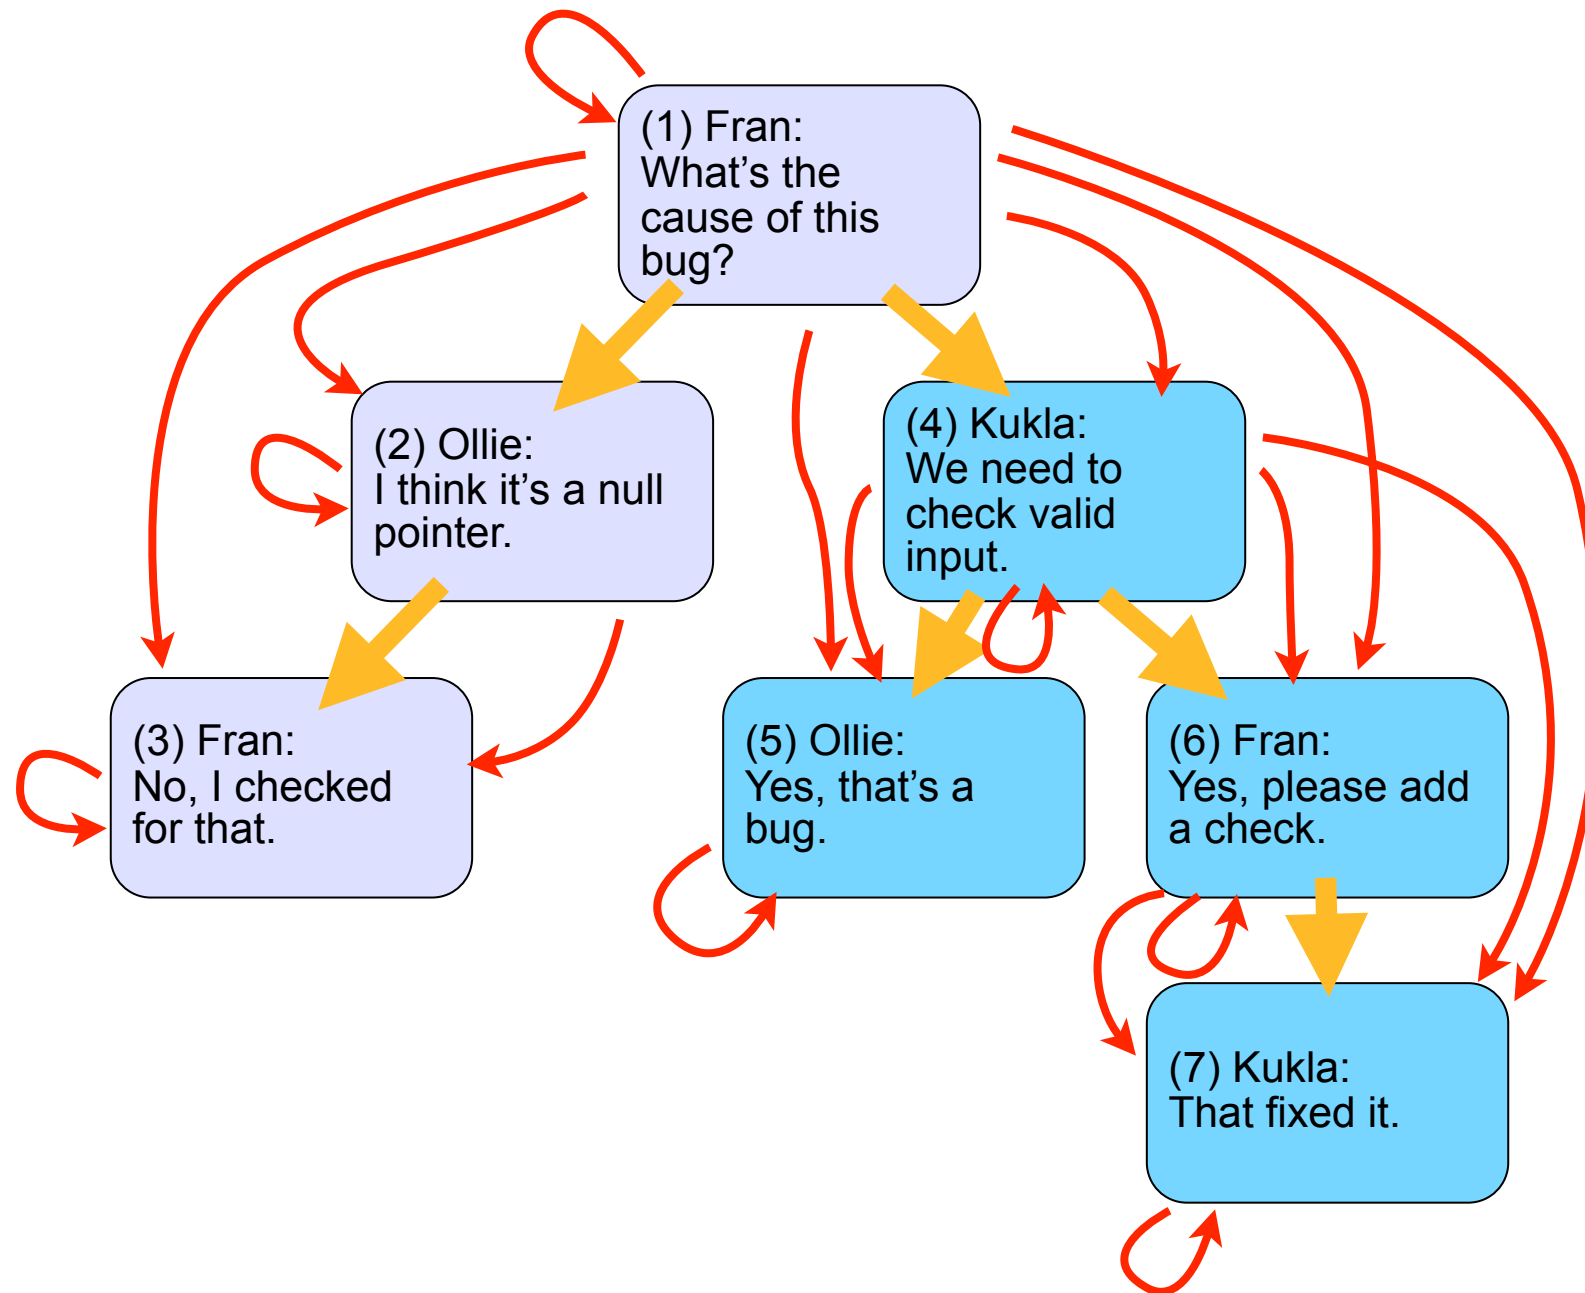 (1) Fran:
What’s the
cause of this
bug?
(2) Ollie:
I think it’s a null
pointer.
(4) Kukla:
We need to
check valid
input.
(3) Fran:
No, I checked
for that.
(5) Ollie:
Yes, that’s a
bug.
(6) Fran:
Yes, please add
a check.
(7) Kukla:
That fixed it.